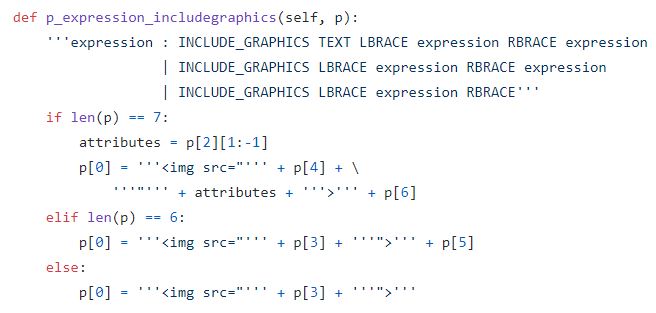 def p_expression_includegraphics(self, p):
    '''expression : INCLUDE_GRAPHICS TEXT LBRACE expression RBRACE expression
                  | INCLUDE_GRAPHICS LBRACE expression RBRACE expression
                  | INCLUDE_GRAPHICS LBRACE expression RBRACE'''
    if len(p) == 7:
        attributes = p[2][1:-1]
        p[0] = '''<img src="''' + p[4] + \
            '''"''' + attributes + '''>''' + p[6]
    elif len(p) == 6:
        p[0] = '''<img src="''' + p[3] + '''">''' + p[5]
    else:
        p[0] = '''<img src="''' + p[3] + '''">'''